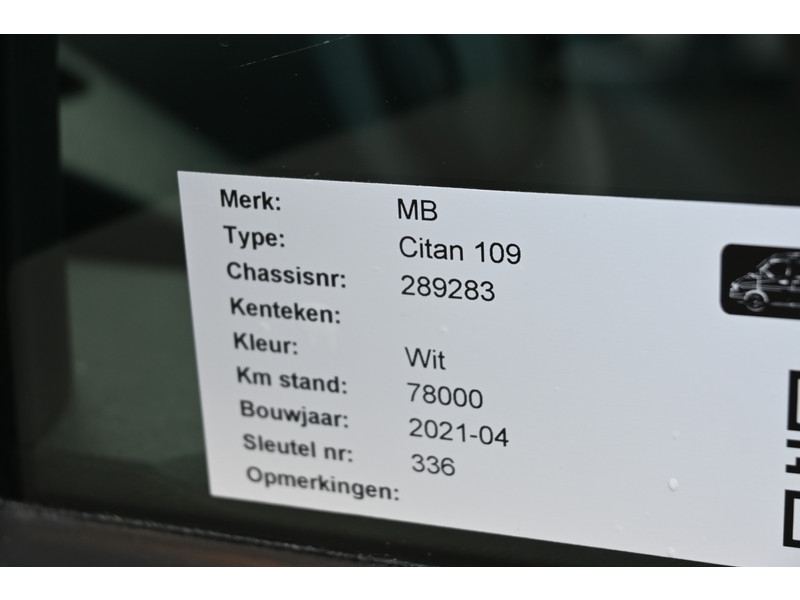 Merk: MB
Type: Citan 109
Chassisnr: 289283
Kenteken:
Kleur: Wit
Km stand: 78000
Bouwjaar: 2021-04
Sleutel nr: 336
Opmerkingen: